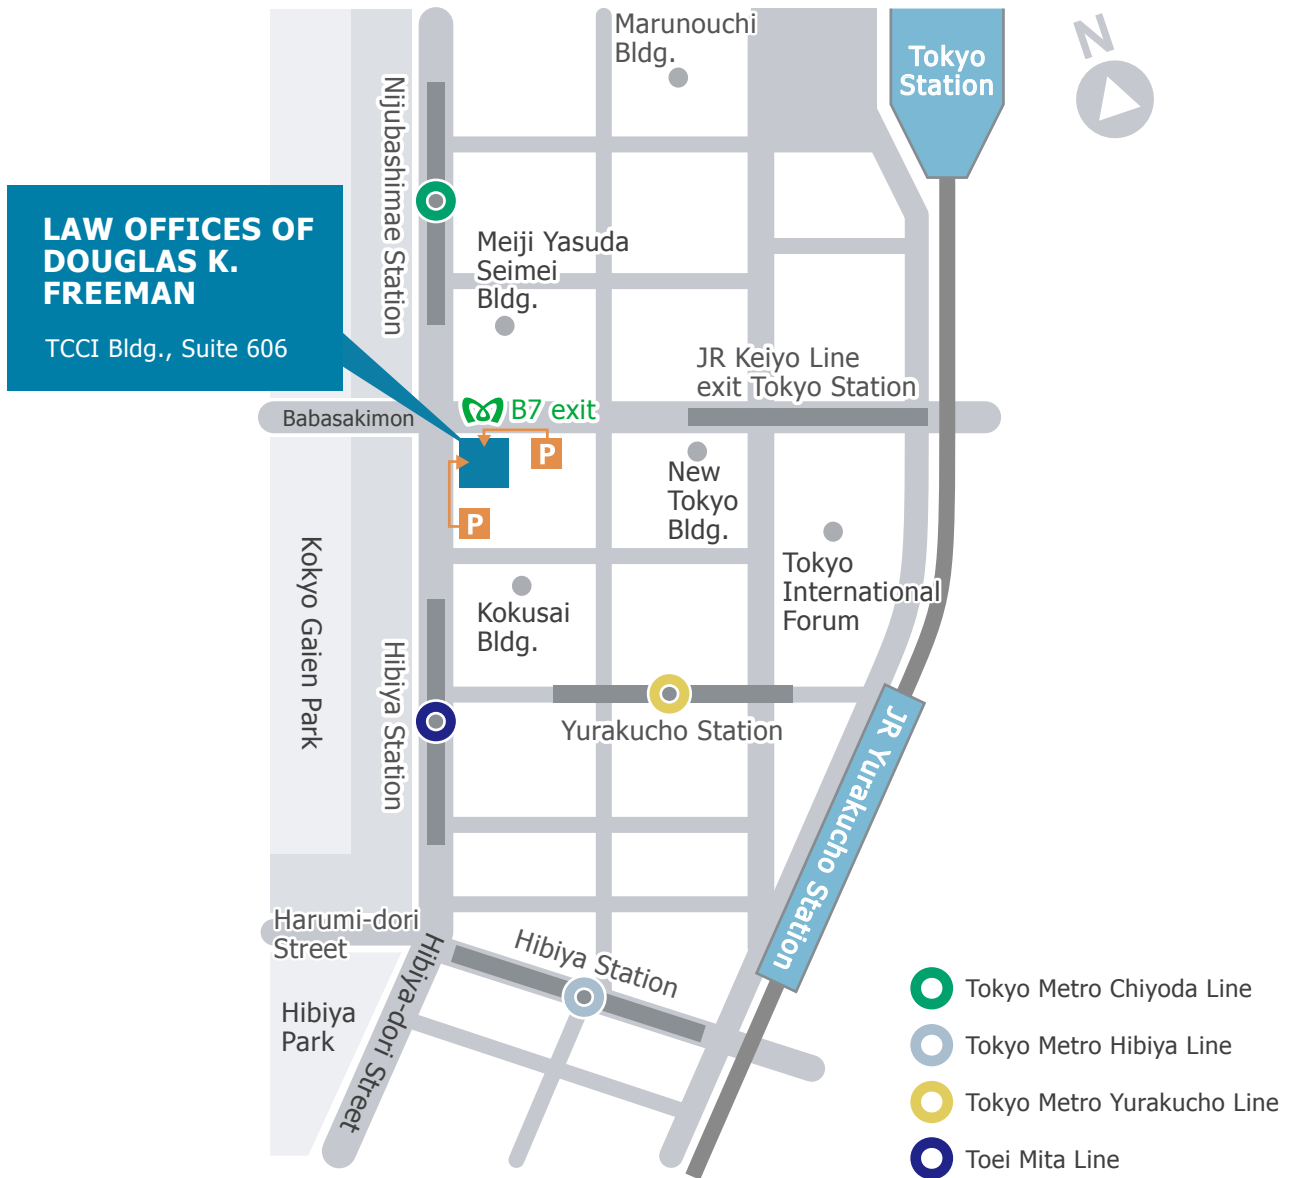 Marunouchi
Bldg.
Tokyo
Station
N
Nijubashimae Station
LAW OFFICES OF
DOUGLAS K.
FREEMAN
TCCI Bldg., Suite 606
Meiji Yasuda
Seimei
Bldg.
JR Keiyo Line
exit Tokyo Station
Babasakimon
B7 exit
P
P
New
Tokyo
Bldg.
Tokyo
International
Forum
Kokyo Gaien Park
Kokusai
Bldg.
Hibiya Station
Yurakucho Station
JR Yurakucho Station
Harumi-dori
Street
Hibiya-dori Street
Hibiya Station
Hibiya
Park
Tokyo Metro Chiyoda Line
Tokyo Metro Hibiya Line
Tokyo Metro Yurakucho Line
Toei Mita Line